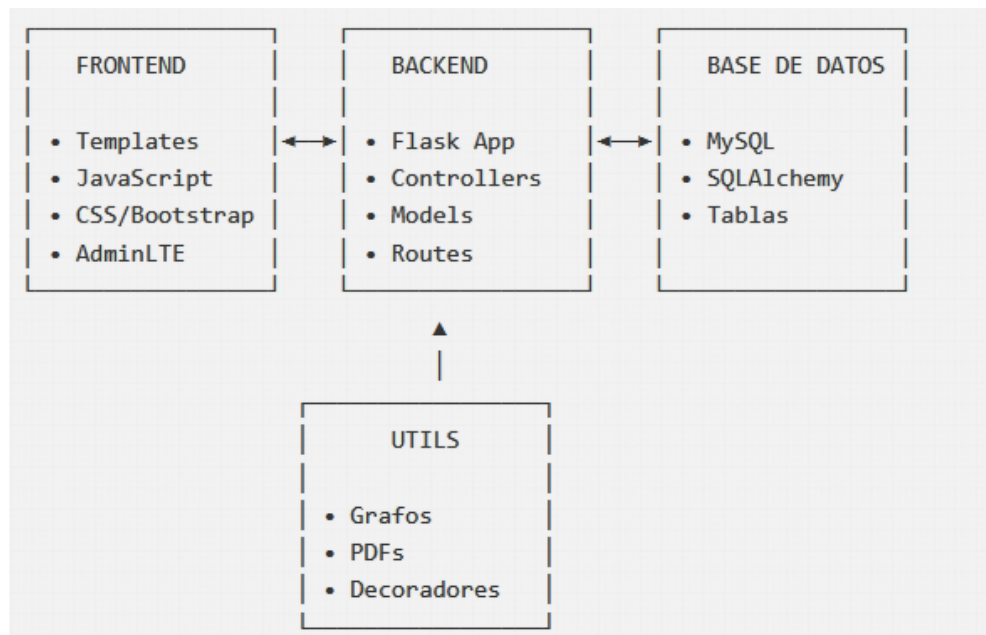 FRONTEND
• Templates
• JavaScript
• CSS/Bootstrap
• AdminLTE
BACKEND
• Flask App
• Controllers
• Models
• Routes
BASE DE DATOS
• MySQL
• SQLAlchemy
• Tablas
UTILS
• Grafos
• PDFs
• Decoradores